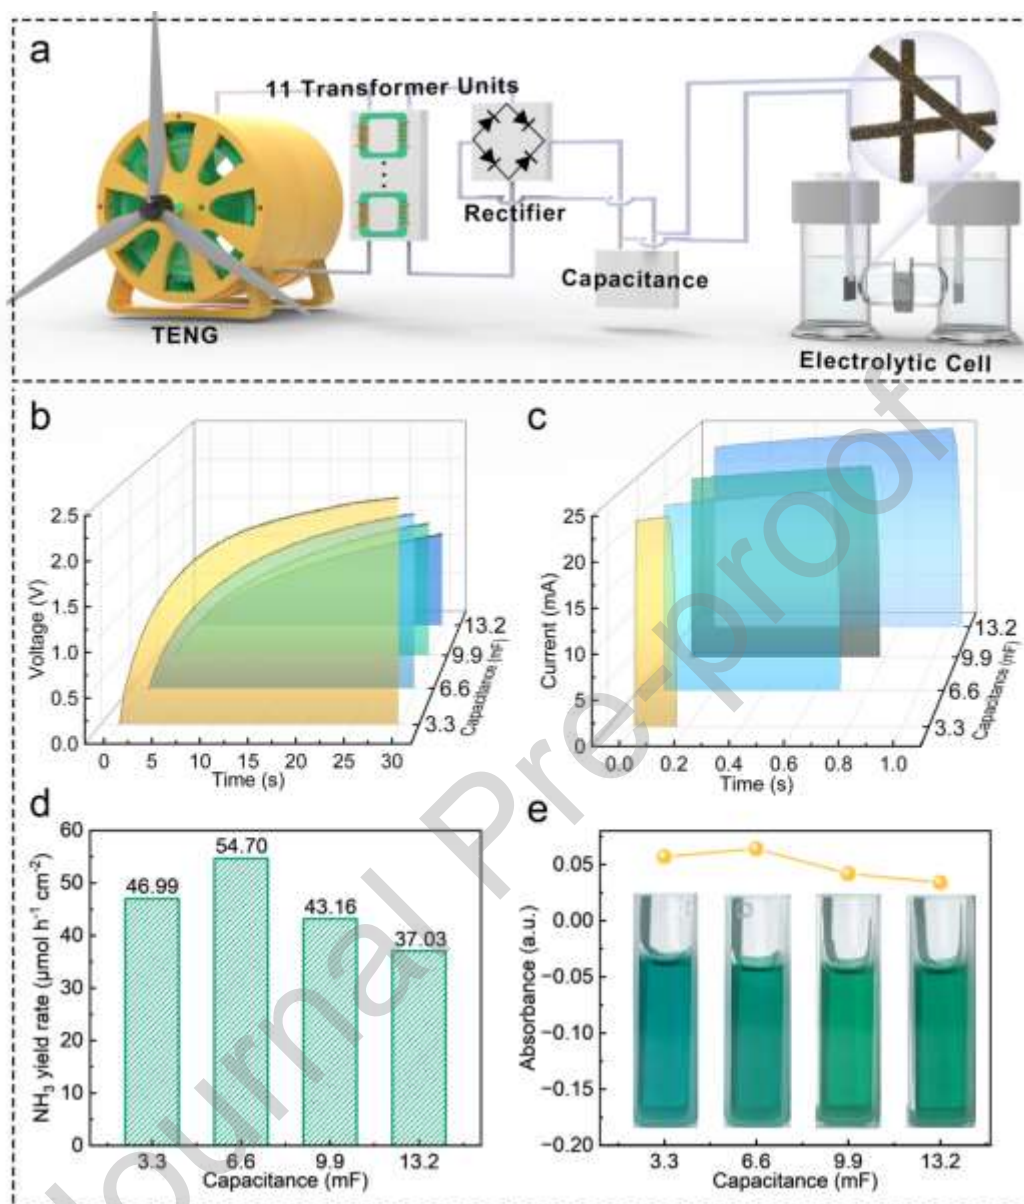 a
11 Transformer Units
Rectifier
Capacitance
TENG
Electrolytic Cell
b
2.5
2.0
1.5
1.0
0.5
0.0
Voltage (V)
0 5 10 15 20 25 30
Time (s)
13.2
9.9
6.6
3.3
Capacitance (mF)
c
25
20
15
10
5
0
Current (mA)
0.0 0.2 0.4 0.6 0.8 1.0
Time (s)
13.2
9.9
6.6
3.3
Capacitance (mF)
d
60
50
40
30
20
10
0
NH₃ yield rate (μmol h⁻¹ cm⁻²)
46.99
54.70
43.16
37.03
3.3 6.6 9.9 13.2
Capacitance (mF)
e
0.05
0.00
−0.05
−0.10
−0.15
−0.20
Absorbance (a.u.)
3.3 6.6 9.9 13.2
Capacitance (mF)
Journal Pre-proof